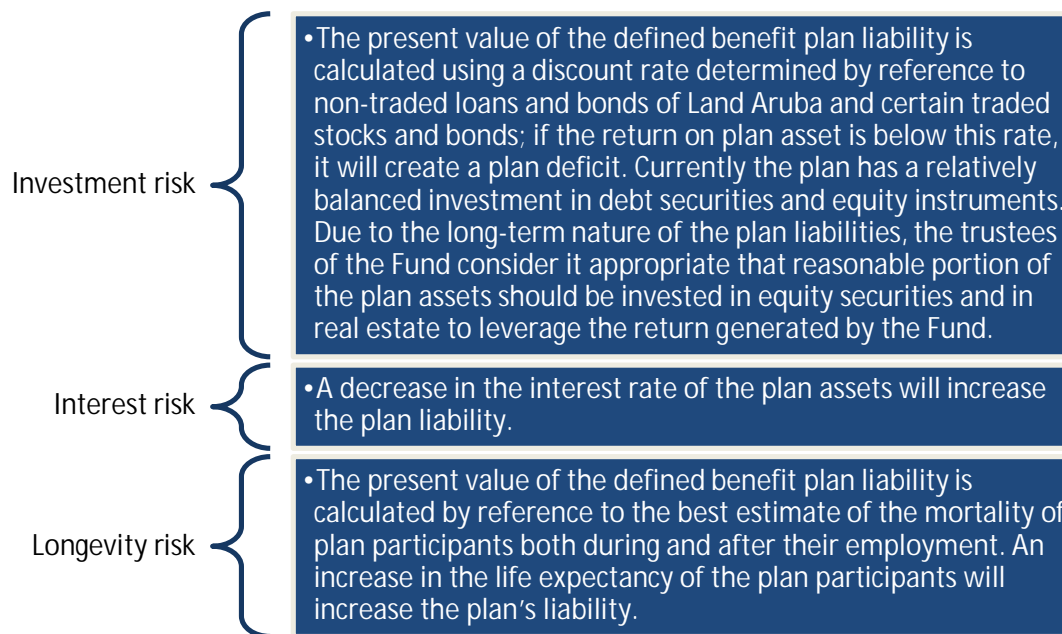 Investment risk
•The present value of the defined benefit plan liability is
calculated using a discount rate determined by reference to
non-traded loans and bonds of Land Aruba and certain traded
stocks and bonds; if the return on plan asset is below this rate,
it will create a plan deficit. Currently the plan has a relatively
balanced investment in debt securities and equity instruments.
Due to the long-term nature of the plan liabilities, the trustees
of the Fund consider it appropriate that reasonable portion of
the plan assets should be invested in equity securities and in
real estate to leverage the return generated by the Fund.
Interest risk
•A decrease in the interest rate of the plan assets will increase
the plan liability.
Longevity risk
•The present value of the defined benefit plan liability is
calculated by reference to the best estimate of the mortality of
plan participants both during and after their employment. An
increase in the life expectancy of the plan participants will
increase the plan's liability.